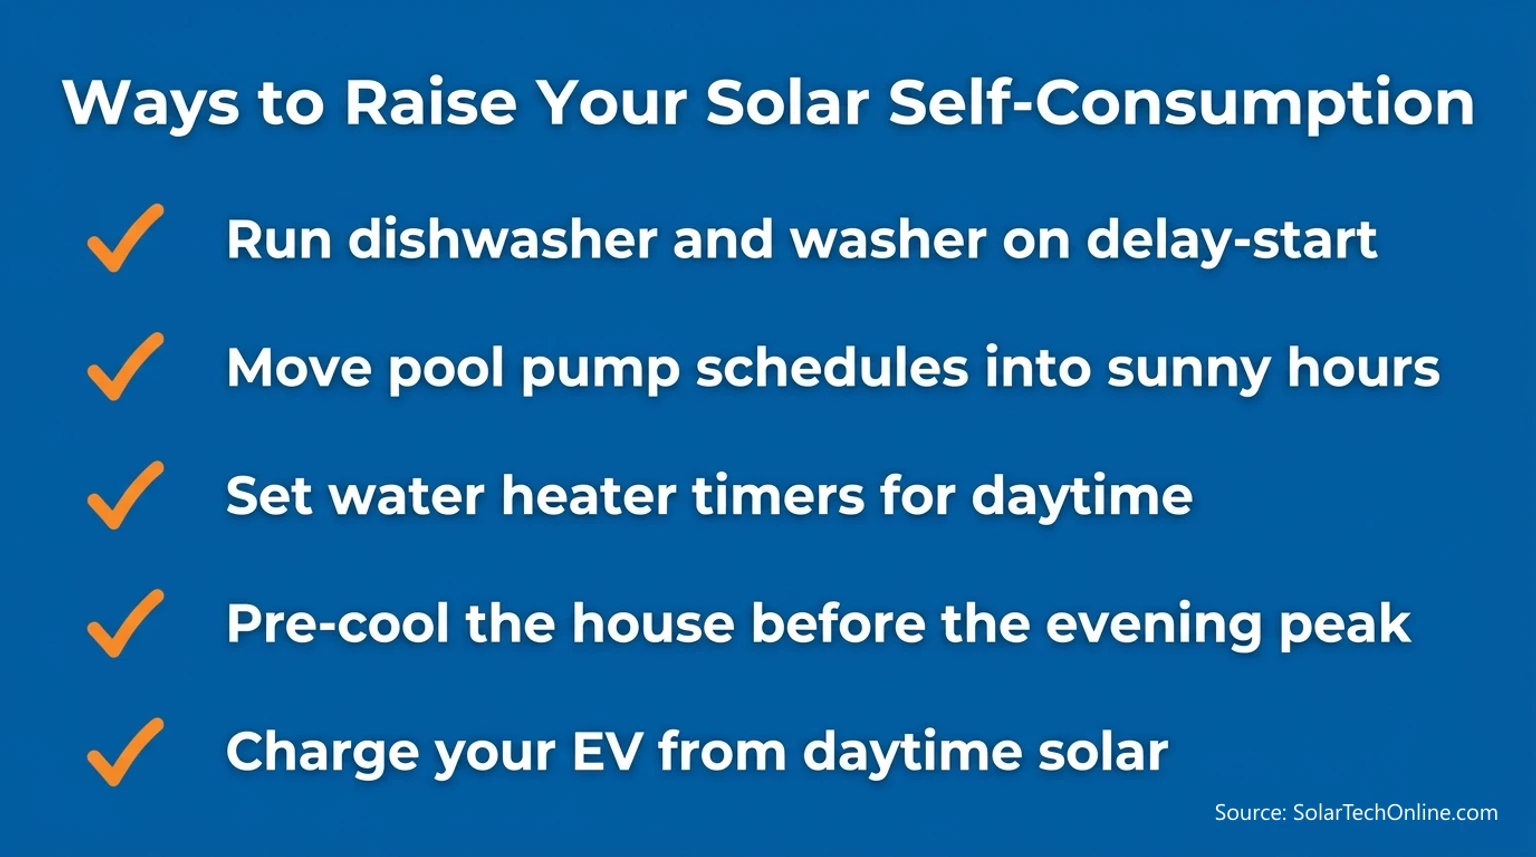 Ways to Raise Your Solar Self-Consumption
Run dishwasher and washer on delay-start
Move pool pump schedules into sunny hours
Set water heater timers for daytime
Pre-cool the house before the evening peak
Charge your EV from daytime solar
Source: SolarTechOnline.com